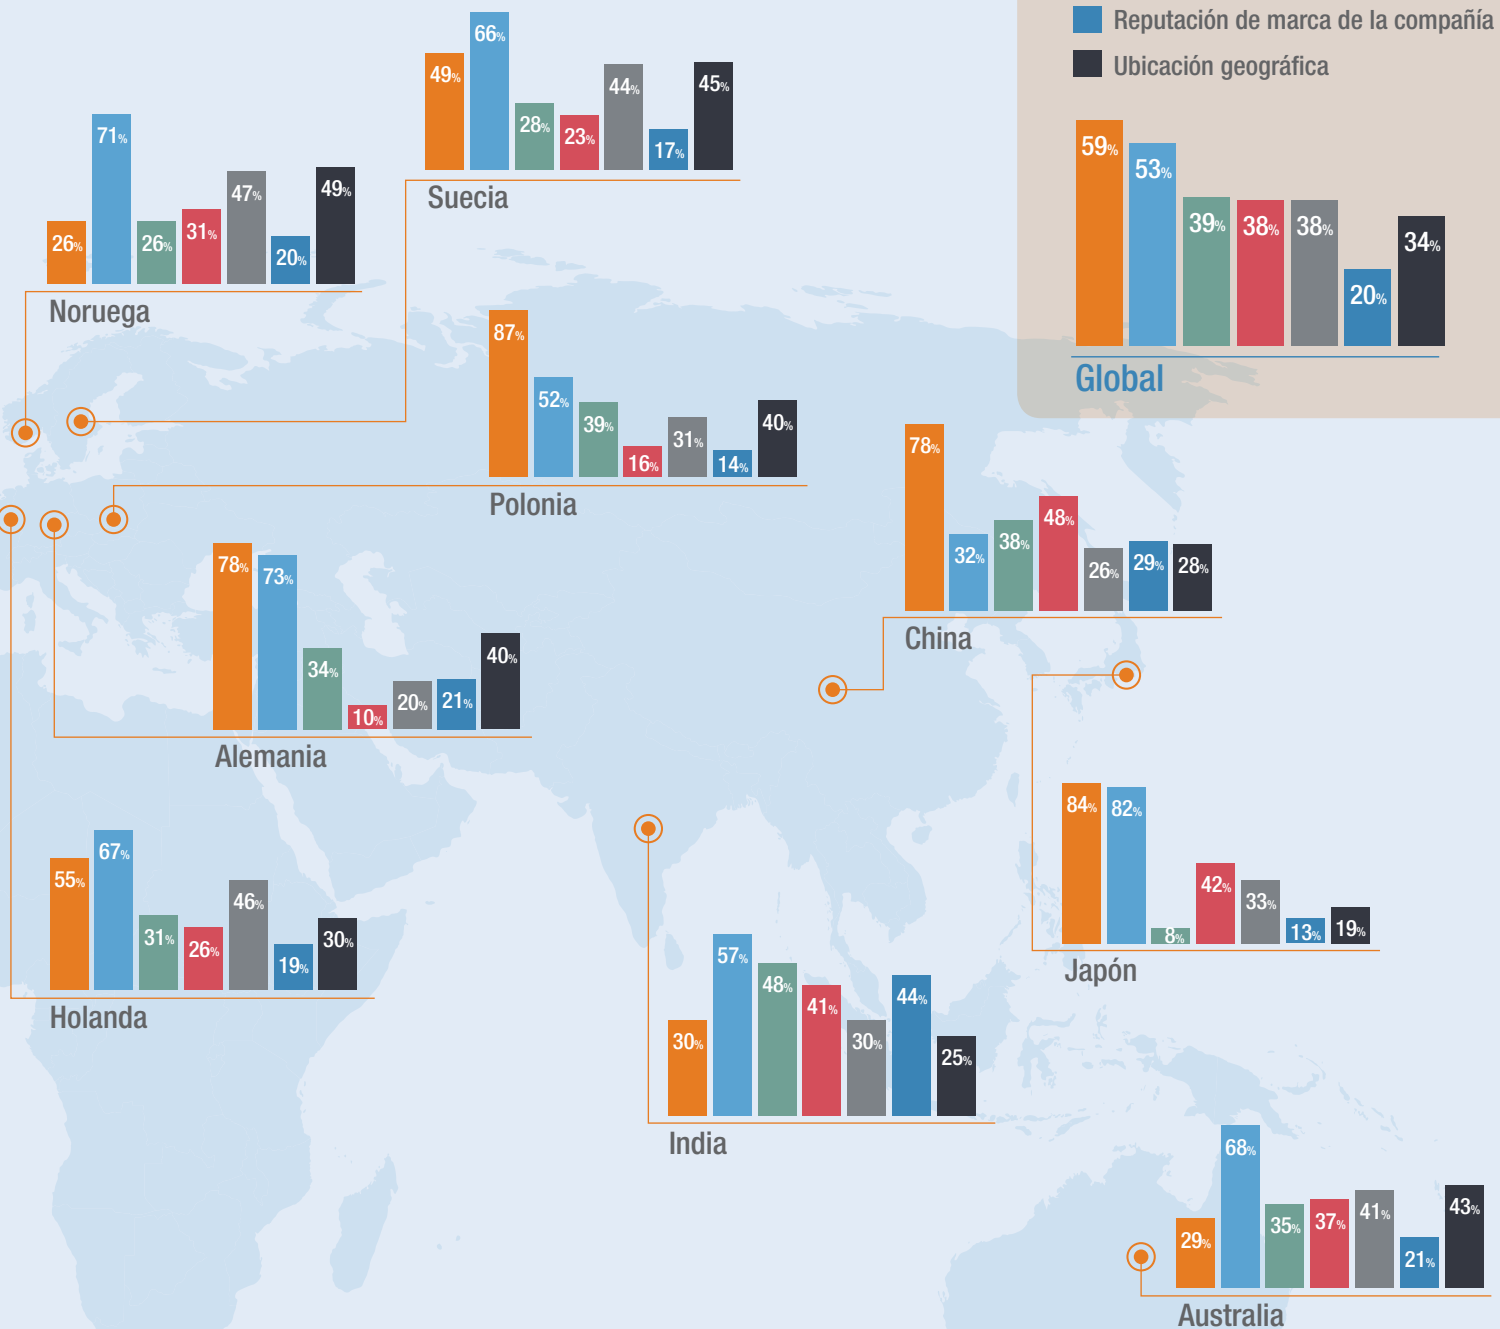 Reputación de marca de la compañía
Ubicación geográfica
59% 53% 39% 38% 38% 20% 34%
Global
49% 66% 28% 23% 44% 17% 45%
Suecia
26% 71% 26% 31% 47% 20% 49%
Noruega
87% 52% 39% 16% 31% 14% 40%
Polonia
78% 32% 38% 48% 26% 29% 28%
China
78% 73% 34% 10% 20% 21% 40%
Alemania
84% 82% 8% 42% 33% 13% 19%
Japón
55% 67% 31% 26% 46% 19% 30%
Holanda
30% 57% 48% 41% 30% 44% 25%
India
29% 68% 35% 37% 41% 21% 43%
Australia